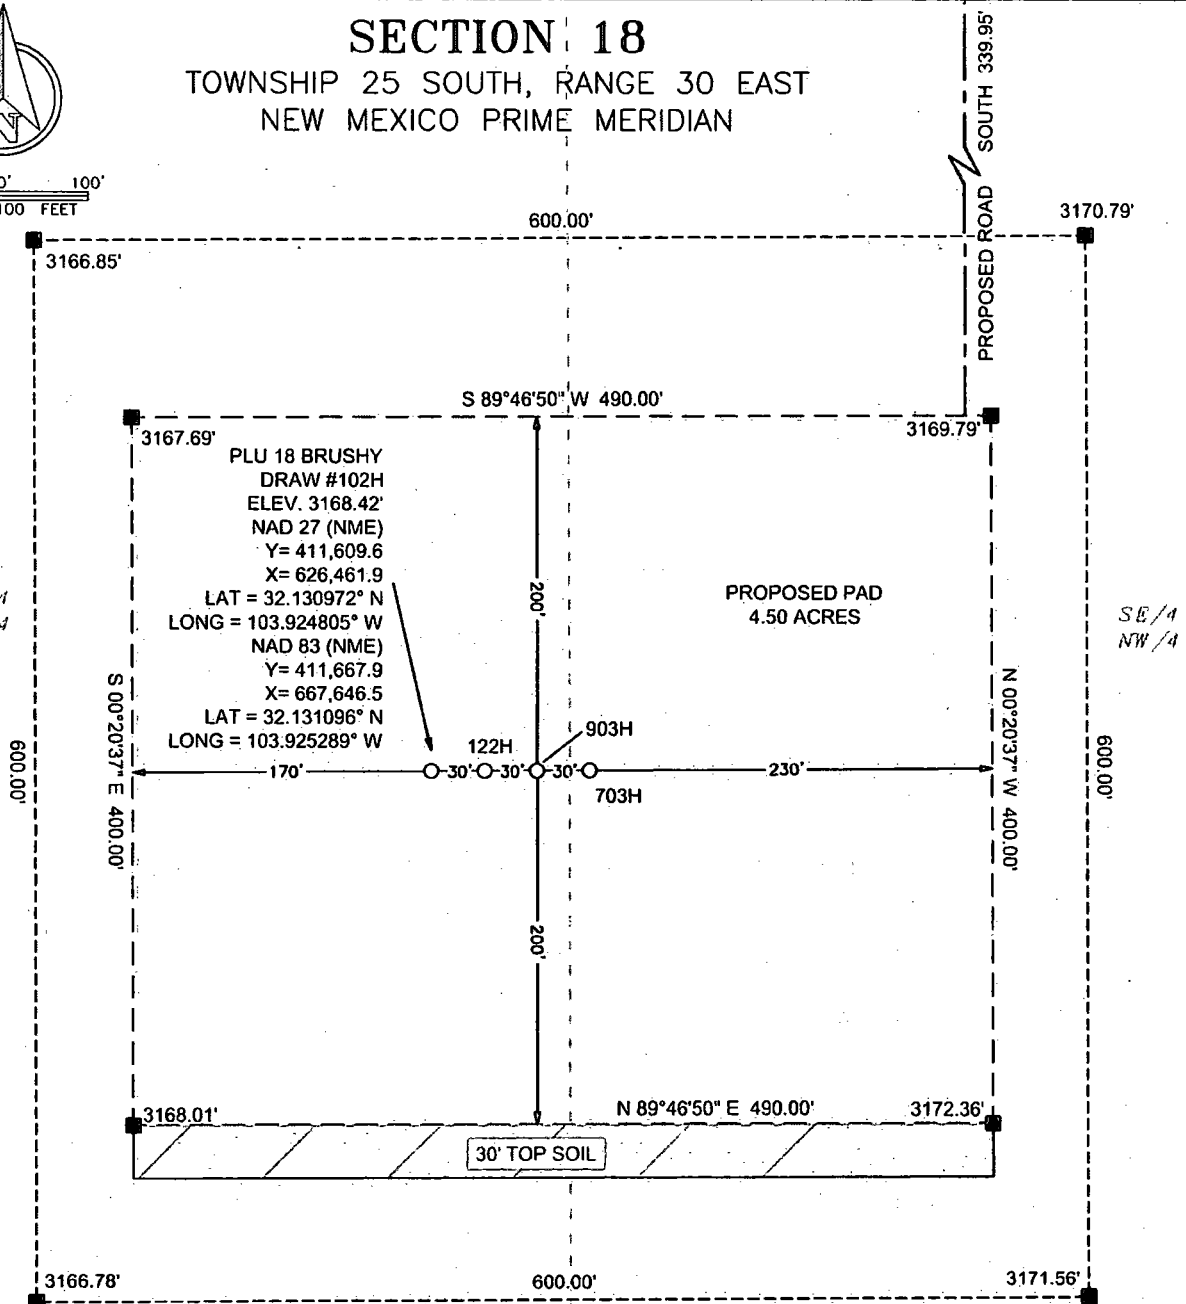 SECTION 18
TOWNSHIP 25 SOUTH, RANGE 30 EAST
NEW MEXICO PRIME MERIDIAN
N
100'
100 FEET
SOUTH 339.95'
PROPOSED ROAD
600.00'
3170.79'
3166.85'
S 89°46'50" W 490.00'
3167.69'
3169.79'
PLU 18 BRUSHY
DRAW #102H
ELEV. 3168.42'
NAD 27 (NME)
Y= 411,609.6
X= 626,461.9
LAT = 32.130972° N
LONG = 103.924805° W
NAD 83 (NME)
Y= 411,667.9
X= 667,646.5
LAT = 32.131096° N
LONG = 103.925289° W
200'
PROPOSED PAD
4.50 ACRES
SE/4
NW/4
S 00°20'37" E 400.00'
N 00°20'37" W 400.00'
600.00'
600.00'
122H
903H
170'
30'
30'
30'
230'
703H
200'
3168.01'
N 89°46'50" E 490.00'
3172.36'
30' TOP SOIL
3166.78'
600.00'
3171.56'